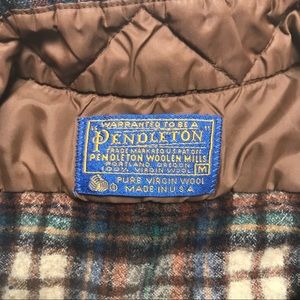 WARRANTED TO BE A
"PENDLETON"
TRADE MARK REG U.S. PAT. OFF.
PENDLETON WOOLEN MILLS
PORTLAND, OREGON
100% VIRGIN WOOL M
PURE VIRGIN WOOL
MADE IN U.S.A.